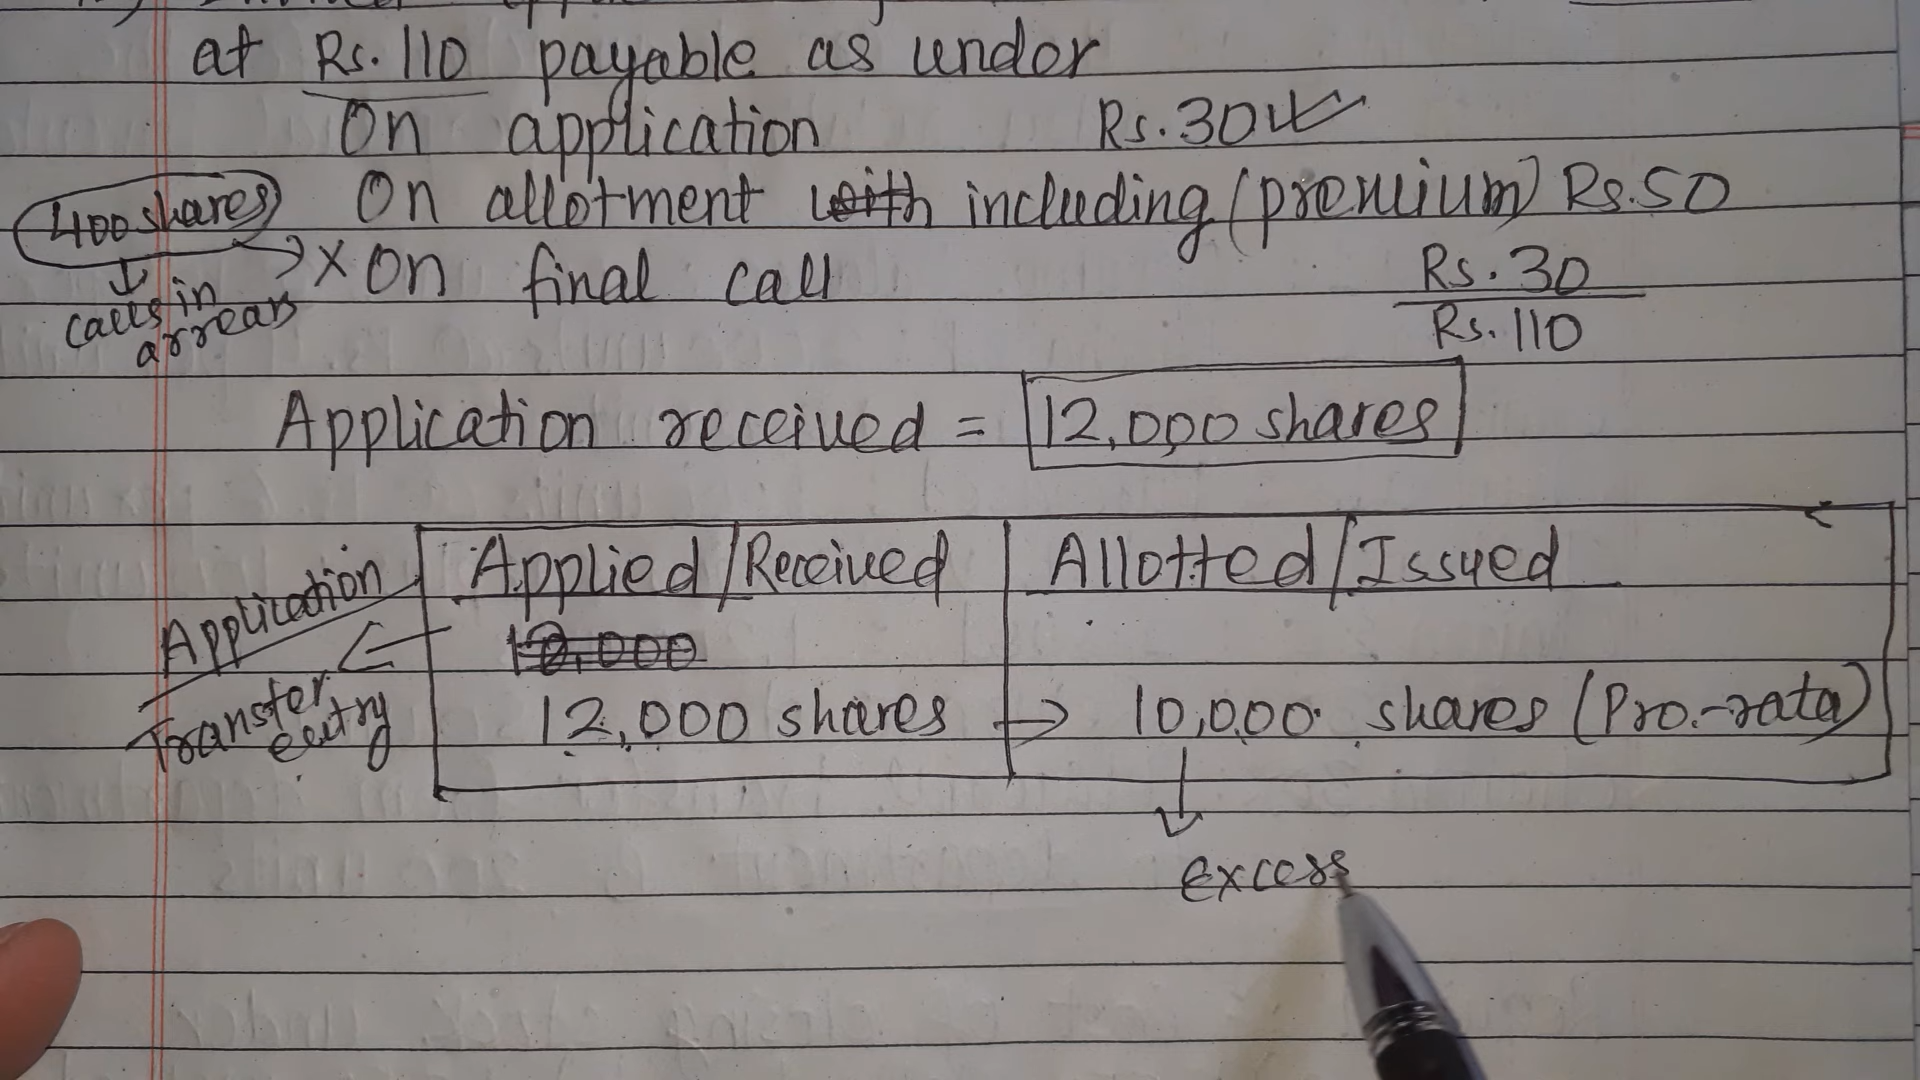 at Rs. 110 payable as under
On application Rs. 30
400 shares On allotment with including (premium) Rs. 50
X On final call Rs. 30
calls in arrears
Rs. 110
Application received = 12,000 shares
Applied/Received Allotted/Issued
Application
12,000 shares → 10,000 shares (Pro.-rata)
Transfer entry
excess